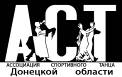 АСТ
АССОЦИАЦИЯ СПОРТИВНОГО ТАНЦА
Донецкой области